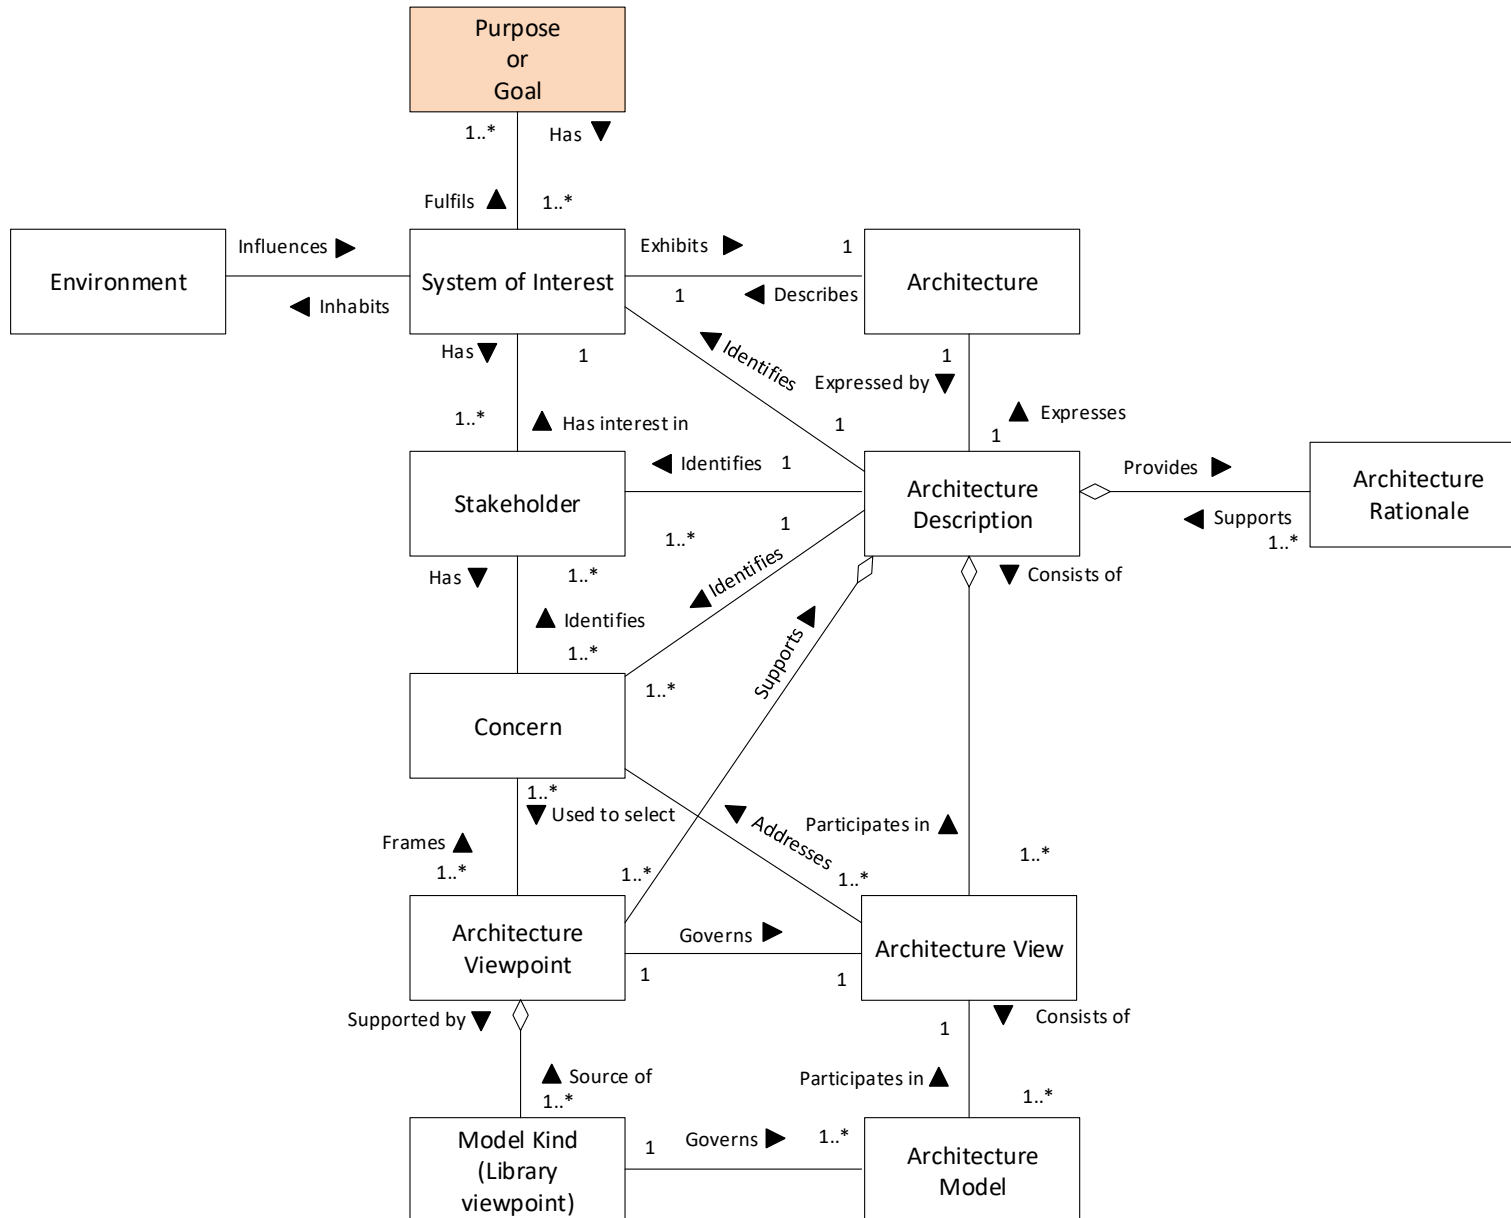 Purpose
or
Goal
1..*
Has
Fulfils
1..*
Environment
Influences
Inhabits
System of Interest
Exhibits
1
1
Describes
Architecture
Has
1
Identifies
1
Expressed by
Expresses
1..*
Has interest in
1
1
Stakeholder
Identifies
1
1..*
Architecture
Description
Provides
Supports
1..*
Architecture
Rationale
Has
1..*
Identifies
1..*
1
Identifies
1..*
Consists of
Concern
Supports
1..*
Used to select
Frames
1..*
1..*
Addresses
1..*
Participates in
1..*
Architecture
Viewpoint
Governs
1
1
Architecture View
Supported by
Source of
1..*
1
Consists of
Participates in
1..*
Model Kind
(Library
viewpoint)
1
Governs
1..*
Architecture
Model